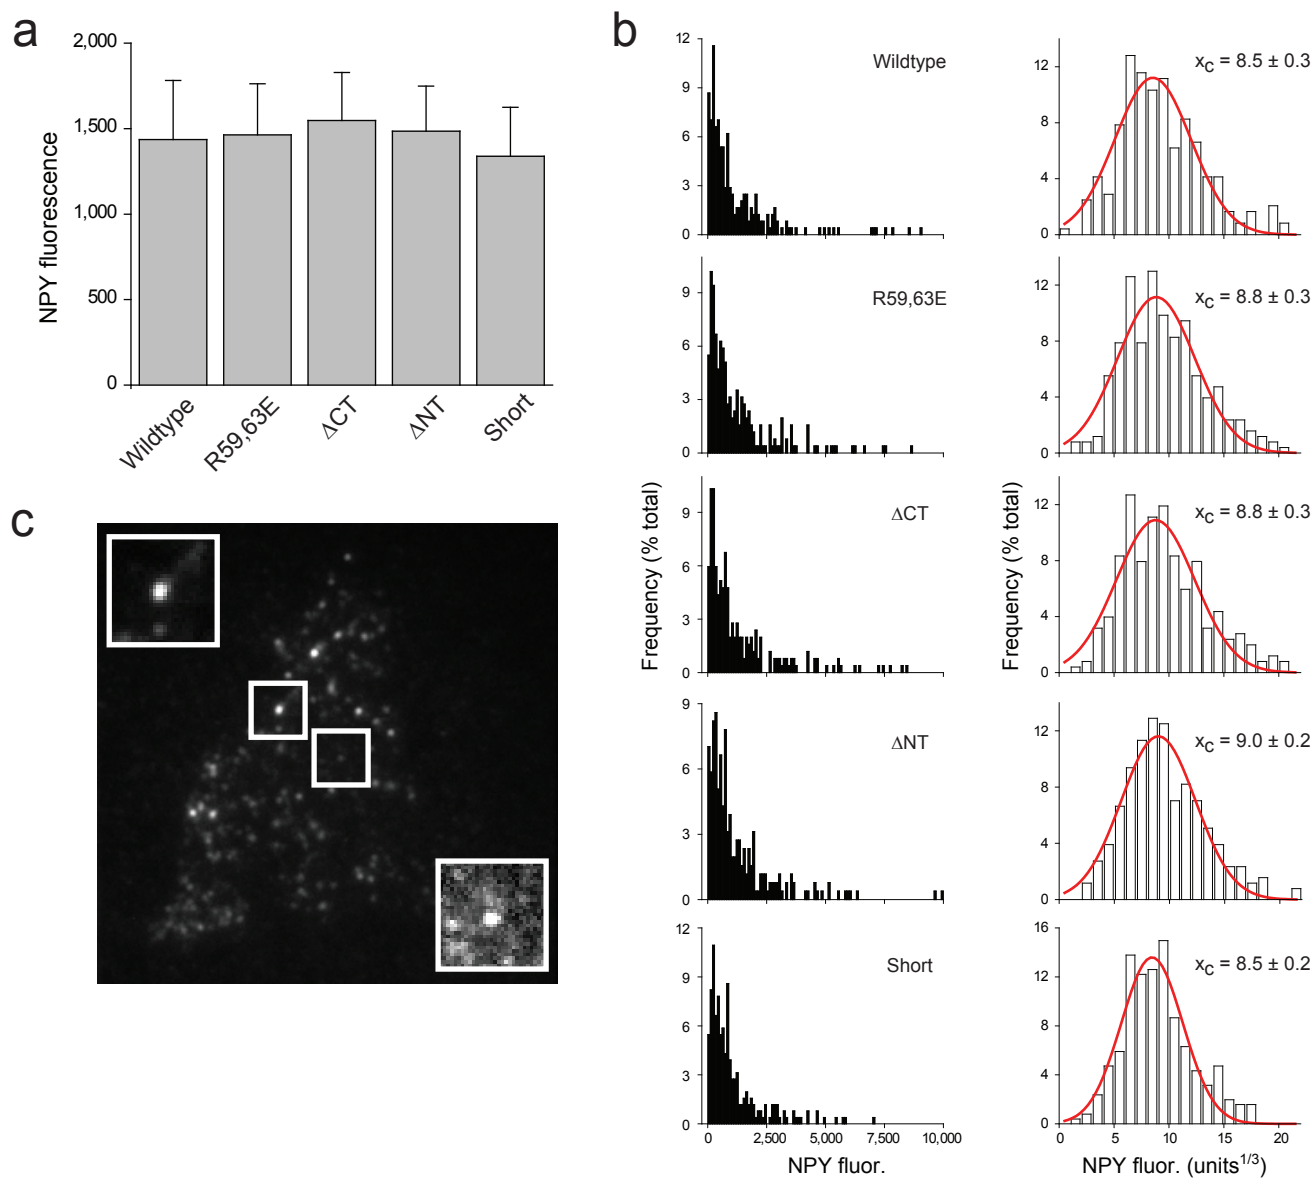 a
2,000
1,500
1,000
500
0
NPY fluorescence
Wildtype
R59,63E
ΔCT
ΔNT
Short
b
12
9
6
3
0
Wildtype
12
8
4
0
xC = 8.5 ± 0.3
9
6
3
0
R59,63E
12
8
4
0
xC = 8.8 ± 0.3
9
6
3
0
ΔCT
12
8
4
0
xC = 8.8 ± 0.3
Frequency (% total)
Frequency (% total)
9
6
3
0
ΔNT
12
8
4
0
xC = 9.0 ± 0.2
12
9
6
3
0
Short
16
12
8
4
0
xC = 8.5 ± 0.2
0 2,500 5,000 7,500 10,000
NPY fluor.
0 5 10 15 20
NPY fluor. (units1/3)
c